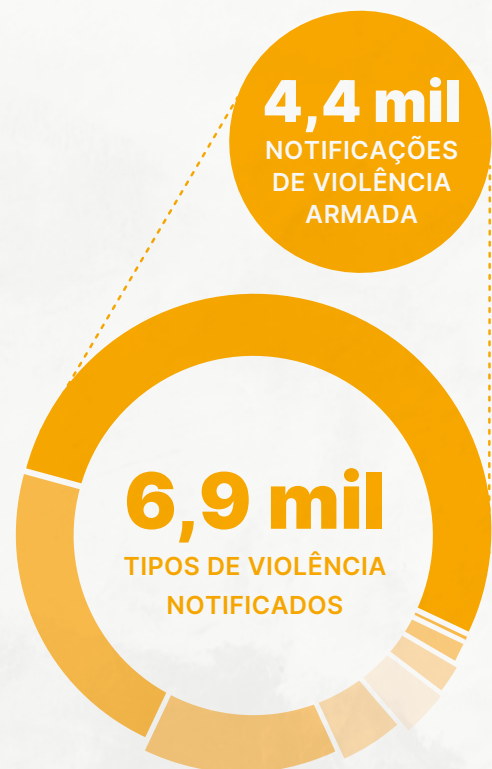 4,4 mil
NOTIFICAÇÕES
DE VIOLÊNCIA
ARMADA
6,9 mil
TIPOS DE VIOLÊNCIA
NOTIFICADOS